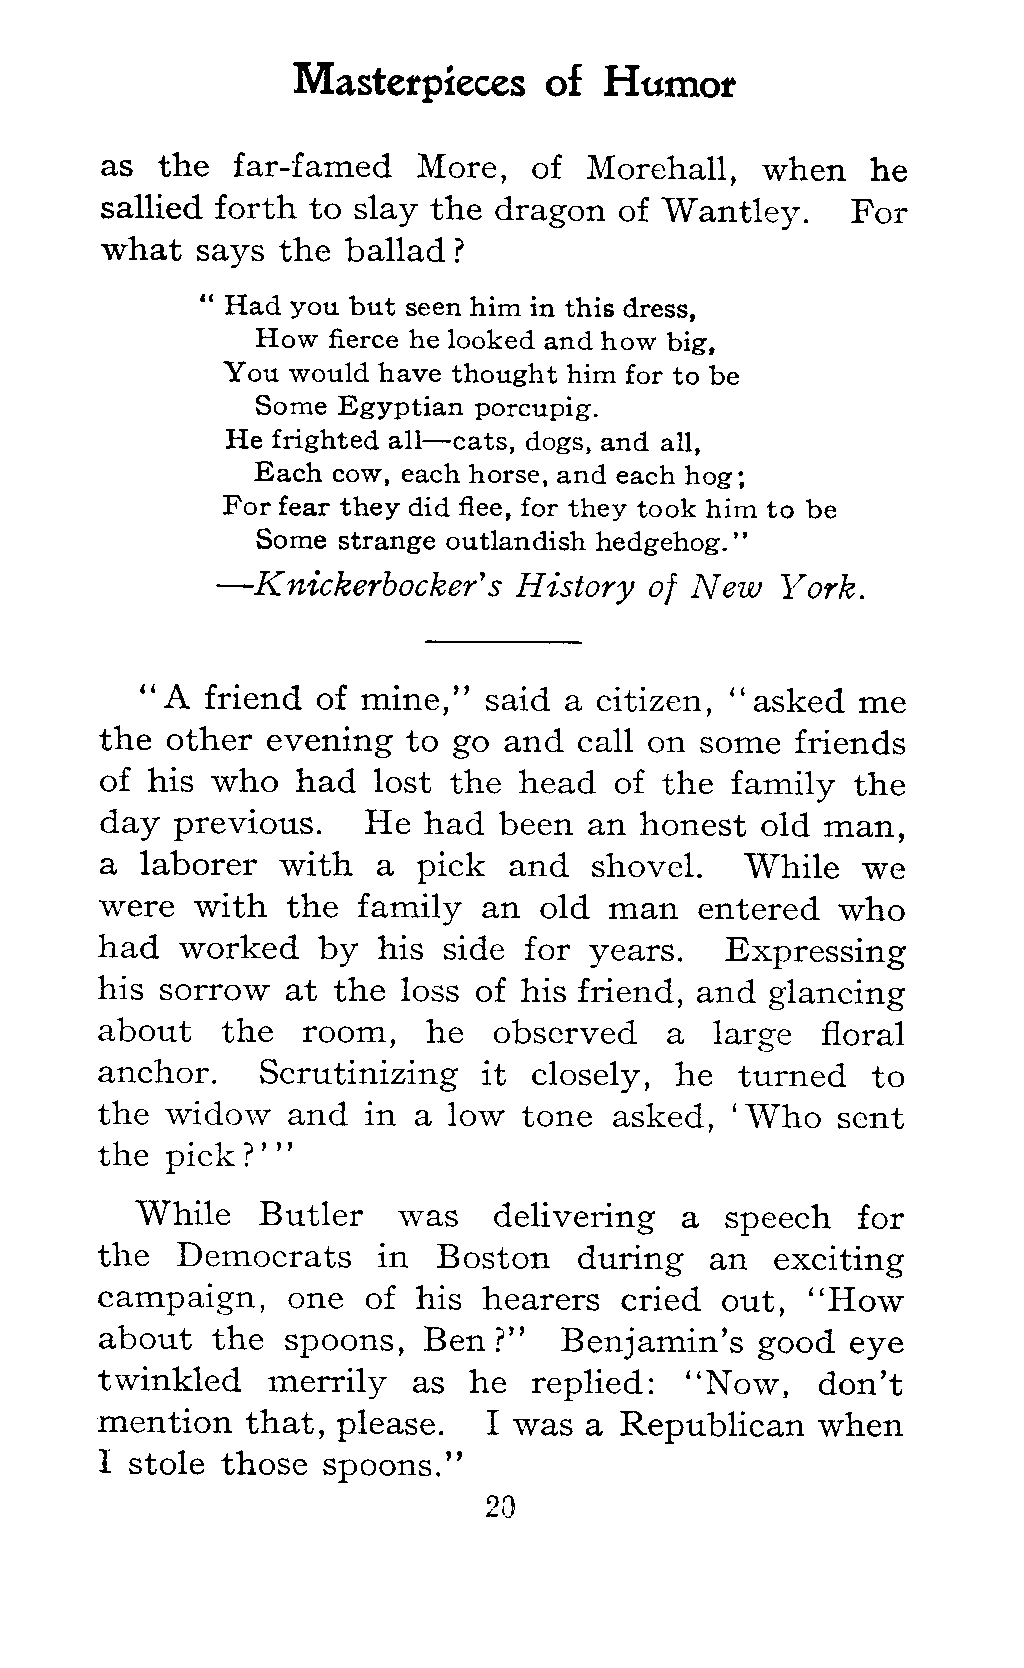 Masterpieces of Humor
as the far-famed More, of Morehall, when he
sallied forth to slay the dragon of Wantley. For
what says the ballad?
" Had you but seen him in this dress,
How fierce he looked and how big,
You would have thought him for to be
Some Egyptian porcupig.
He frighted all—cats, dogs, and all,
Each cow, each horse, and each hog;
For fear they did flee, for they took him to be
Some strange outlandish hedgehog."
—Knickerbocker's History of New York.
"A friend of mine," said a citizen, "asked me
the other evening to go and call on some friends
of his who had lost the head of the family the
day previous. He had been an honest old man,
a laborer with a pick and shovel. While we
were with the family an old man entered who
had worked by his side for years. Expressing
his sorrow at the loss of his friend, and glancing
about the room, he observed a large floral
anchor. Scrutinizing it closely, he turned to
the widow and in a low tone asked, 'Who sent
the pick?'"
While Butler was delivering a speech for
the Democrats in Boston during an exciting
campaign, one of his hearers cried out, "How
about the spoons, Ben?" Benjamin's good eye
twinkled merrily as he replied: "Now, don't
mention that, please. I was a Republican when
I stole those spoons."
20